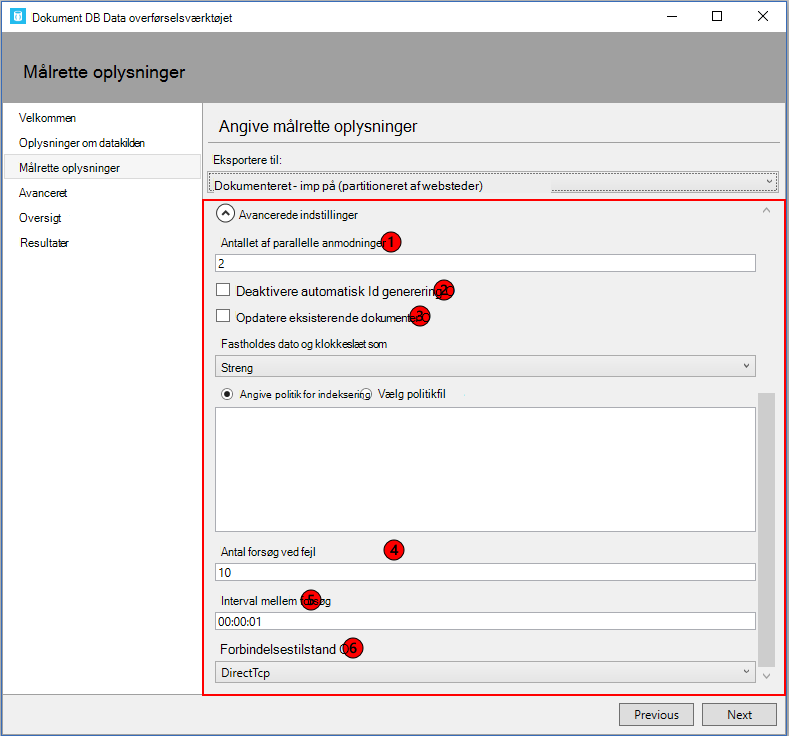 Dokument DB Data overførselsværktøjet
Målrette oplysninger
Velkommen
Oplysninger om datakilden
Målrette oplysninger
Avanceret
Oversigt
Resultater
Angive målrette oplysninger
Eksportere til:
Dokumenteret - imp på (partitioneret af websteder)
Avancerede indstillinger
Antallet af parallelle anmodninger 1
2
Deaktivere automatisk Id generering 2
Opdatere eksisterende dokumenter 3
Fastholdes dato og klokkeslæt som
Streng
Angive politik for indeksering Vælg politikfil
Antal forsøg ved fejl 4
10
Interval mellem forsøg 5
00:00:01
Forbindelsestilstand 6
DirectTcp
Previous Next